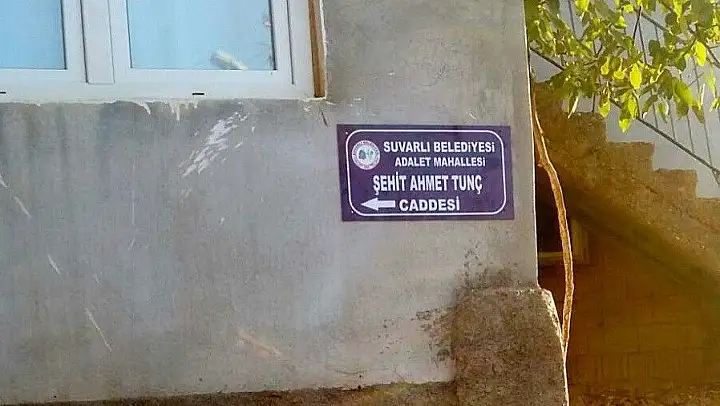 SUVARLI BELEDİYESİ
ADALET MAHALLESİ
ŞEHİT AHMET TUNÇ
CADDESİ